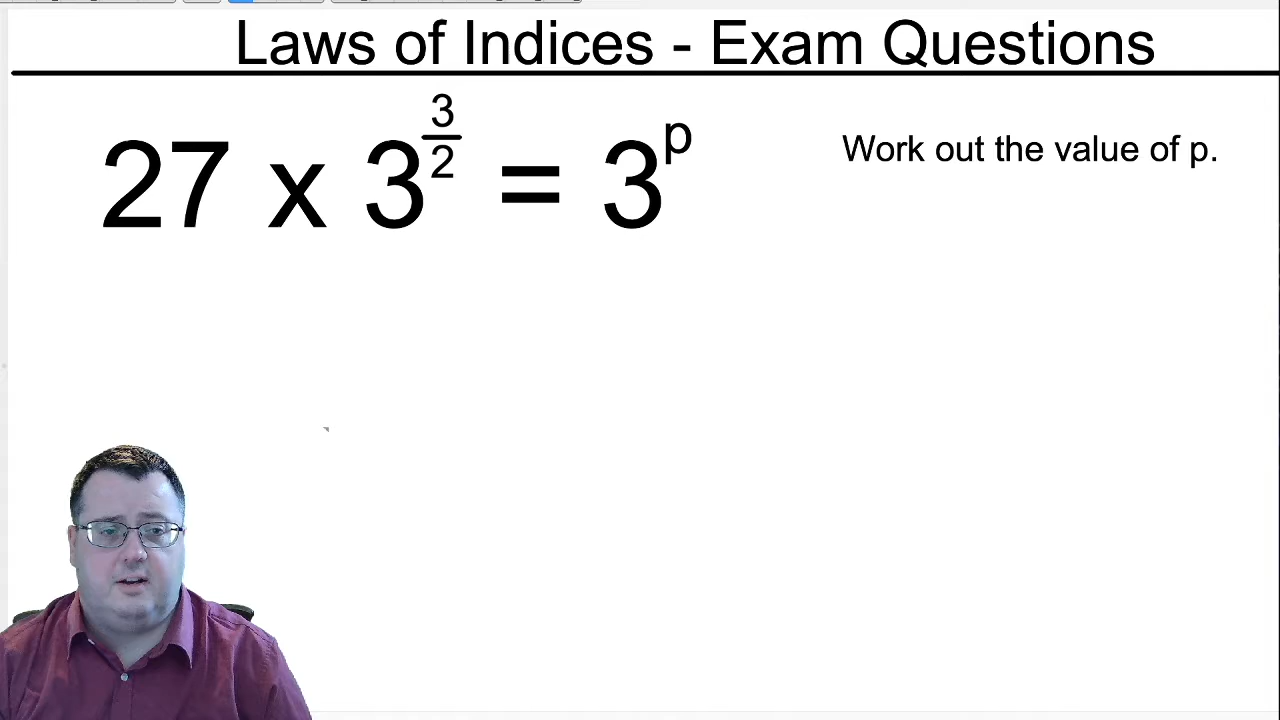 Laws of Indices - Exam Questions
27 x 3^{3/2} = 3^p
Work out the value of p.